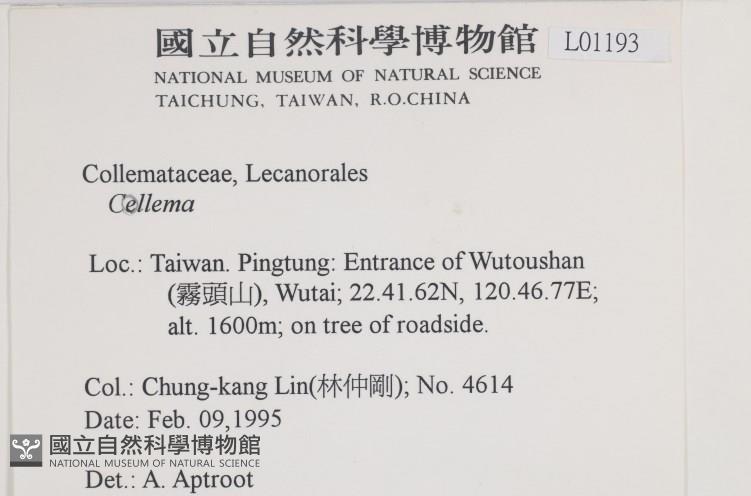 國立自然科學博物館 L01193
NATIONAL MUSEUM OF NATURAL SCIENCE
TAICHUNG, TAIWAN, R.O.CHINA
Collemataceae, Lecanorales
Cellema
Loc.: Taiwan. Pingtung: Entrance of Wutoushan
(霧頭山), Wutai; 22.41.62N, 120.46.77E;
alt. 1600m; on tree of roadside.
Col.: Chung-kang Lin(林仲剛); No. 4614
Date: Feb. 09,1995
國立自然科學博物館
NATIONAL MUSEUM OF NATURAL SCIENCE
Det.: A. Aptroot